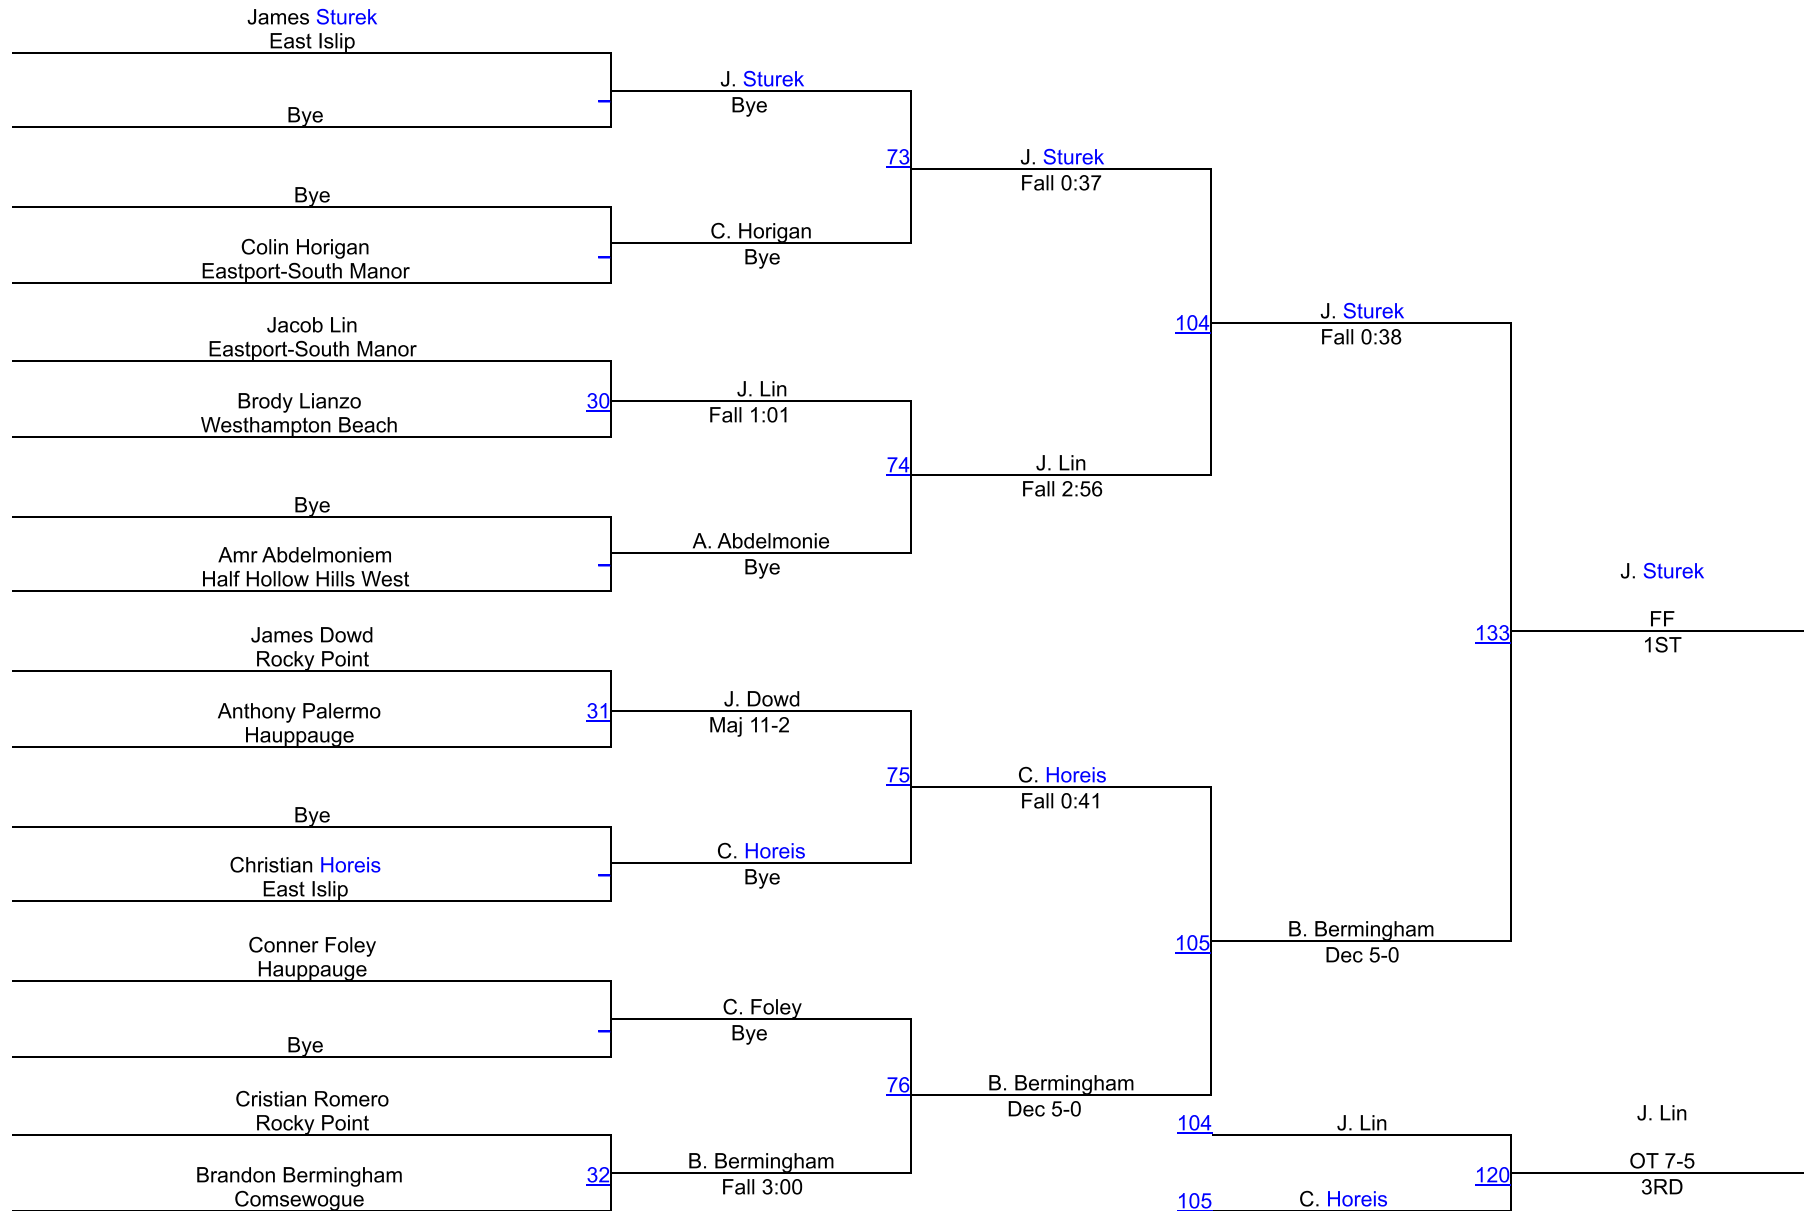 James Sturek
East Islip
Bye
Bye
Colin Horigan
Eastport-South Manor
Jacob Lin
Eastport-South Manor
Brody Lianzo
Westhampton Beach
30
Bye
Amr Abdelmoniem
Half Hollow Hills West
James Dowd
Rocky Point
Anthony Palermo
Hauppauge
31
Bye
Christian Horeis
East Islip
Conner Foley
Hauppauge
Bye
Cristian Romero
Rocky Point
Brandon Bermingham
Comsewogue
32
J. Sturek
Bye
73
C. Horigan
Bye
J. Lin
Fall 1:01
74
A. Abdelmonie
Bye
J. Dowd
Maj 11-2
75
C. Horeis
Bye
C. Foley
Bye
76
B. Bermingham
Fall 3:00
J. Sturek
Fall 0:37
104
J. Lin
Fall 2:56
C. Horeis
Fall 0:41
105
B. Bermingham
Dec 5-0
J. Sturek
Fall 0:38
133
B. Bermingham
Dec 5-0
J. Sturek
FF
1ST
104
J. Lin
120
105
C. Horeis
J. Lin
OT 7-5
3RD